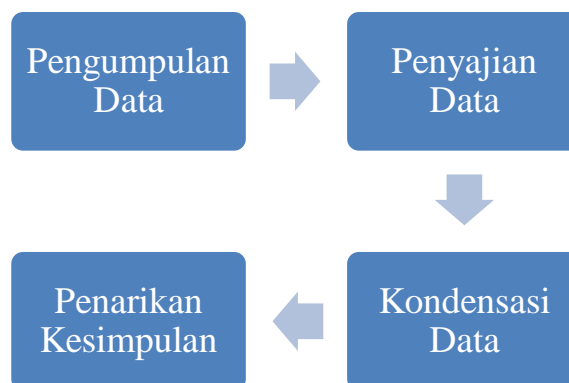 Pengumpulan
Data
Penyajian
Data
Kondensasi
Data
Penarikan
Kesimpulan